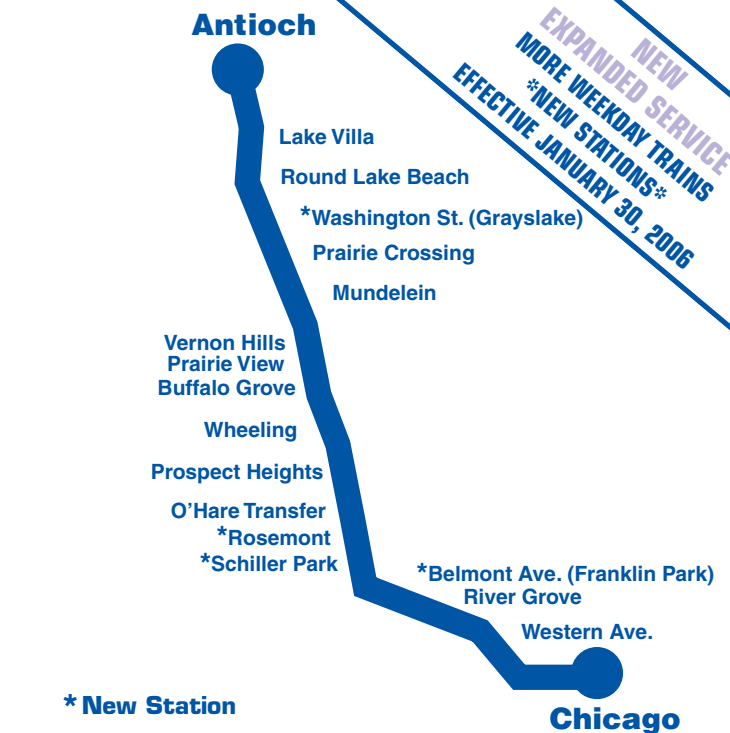 Antioch
NEW
EXPANDED SERVICE
MORE WEEKDAY TRAINS
*NEW STATIONS*
EFFECTIVE JANUARY 30, 2006
Lake Villa
Round Lake Beach
*Washington St. (Grayslake)
Prairie Crossing
Mundelein
Vernon Hills
Prairie View
Buffalo Grove
Wheeling
Prospect Heights
O'Hare Transfer
*Rosemont
*Schiller Park
*Belmont Ave. (Franklin Park)
River Grove
Western Ave.
*New Station
Chicago